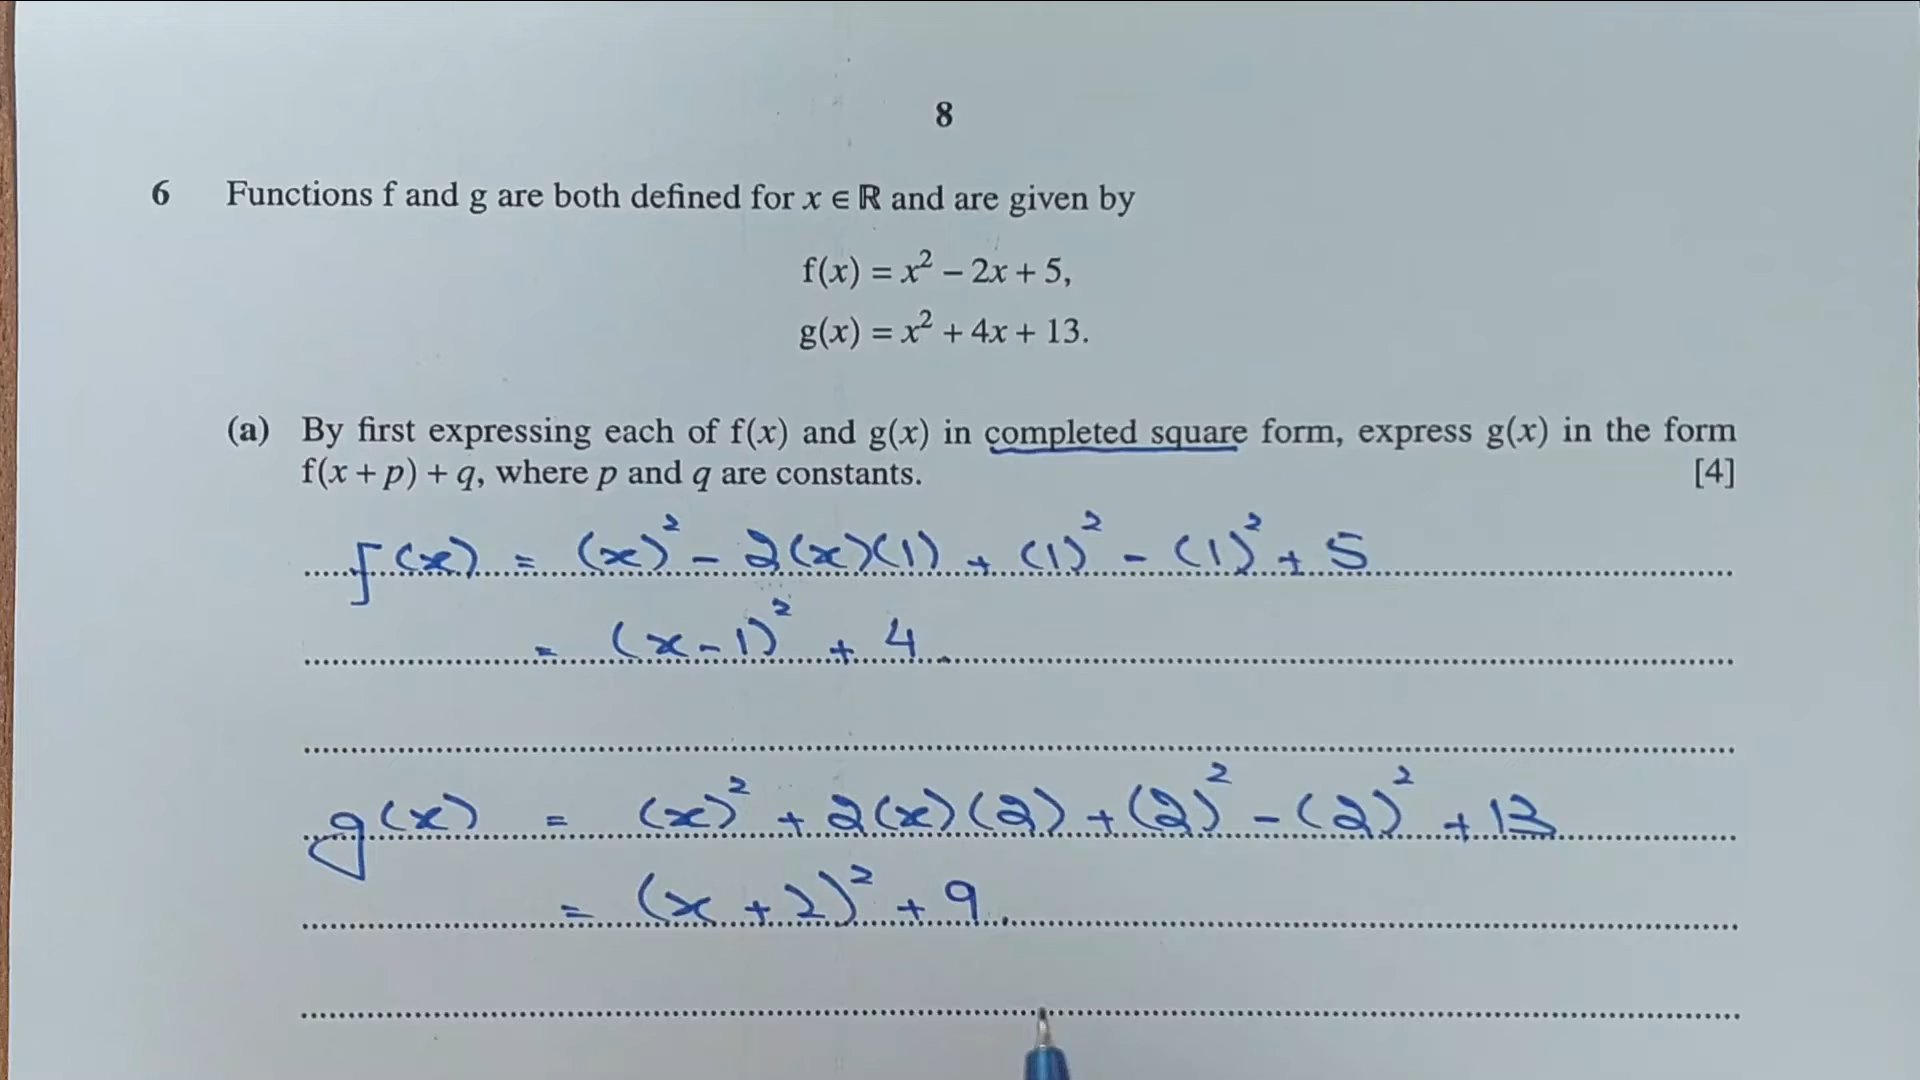 8
6 Functions f and g are both defined for x ∈ ℝ and are given by
f(x) = x² − 2x + 5,
g(x) = x² + 4x + 13.
(a) By first expressing each of f(x) and g(x) in completed square form, express g(x) in the form
f(x + p) + q, where p and q are constants. [4]
f(x) = (x)² − 2(x)(1) + (1)² − (1)² + 5
= (x − 1)² + 4.
g(x) = (x)² + 2(x)(2) + (2)² − (2)² + 13
= (x + 2)² + 9.